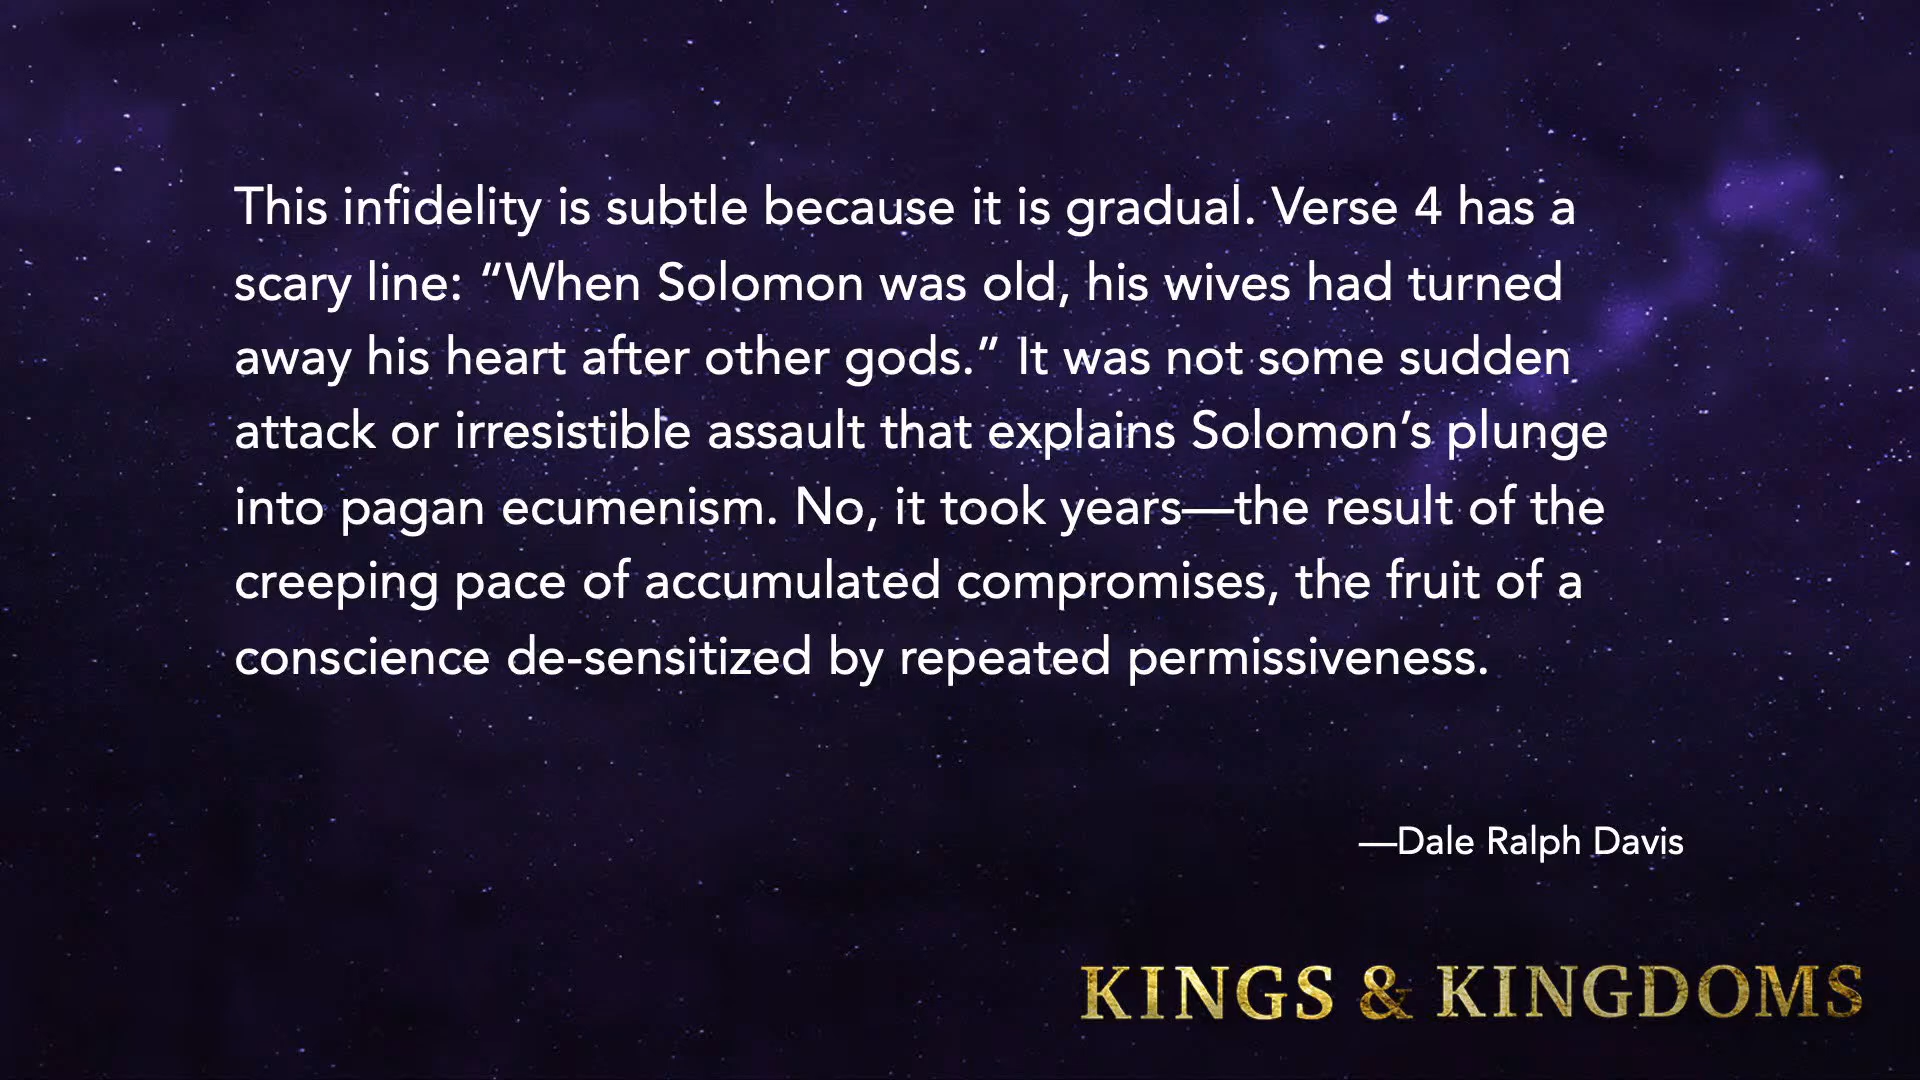 This infidelity is subtle because it is gradual. Verse 4 has a
scary line: “When Solomon was old, his wives had turned
away his heart after other gods.” It was not some sudden
attack or irresistible assault that explains Solomon’s plunge
into pagan ecumenism. No, it took years—the result of the
creeping pace of accumulated compromises, the fruit of a
conscience de-sensitized by repeated permissiveness.
—Dale Ralph Davis
KINGS & KINGDOMS